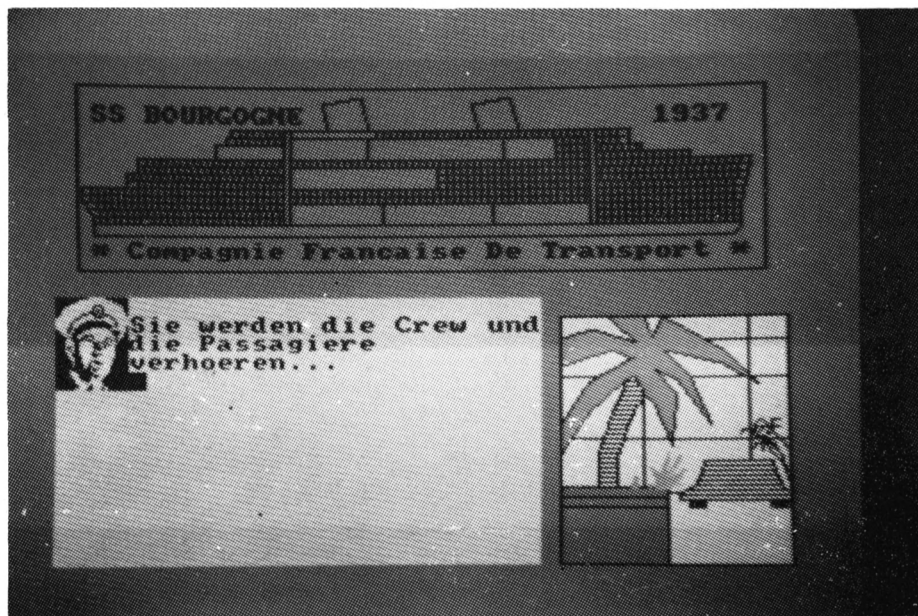 SS BOURGOGNE 1937
* Compagnie Francaise De Transport *
Sie werden die Crew und
die Passagiere
verhoeren...